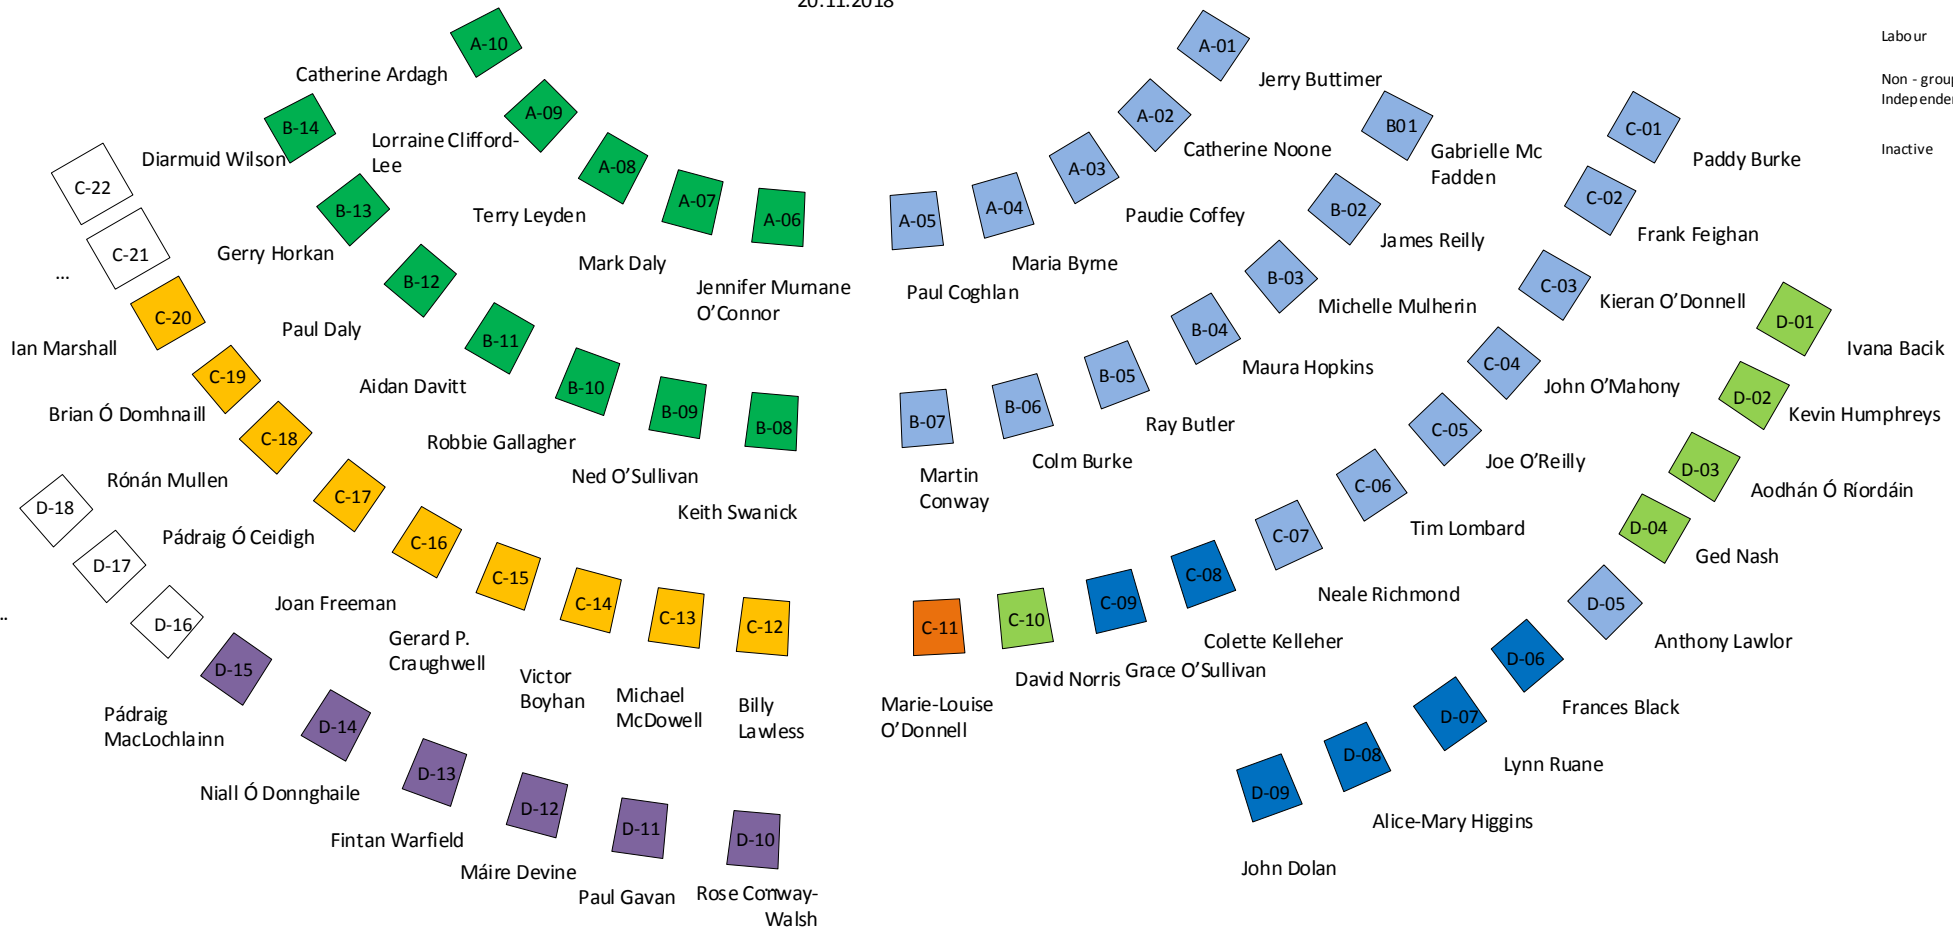 20.11.2018
A-10
Catherine Ardagh
A-09
Lorraine Clifford-
Lee
A-08
Terry Leyden
A-07
Mark Daly
A-06
Jennifer Murnane
O’Connor
A-05
Paul Coghlan
A-04
Maria Byrne
A-03
Paudie Coffey
A-02
Catherine Noone
A-01
Jerry Buttimer
B-14
Diarmuid Wilson
B-13
Gerry Horkan
B-12
Paul Daly
B-11
Aidan Davitt
B-10
Robbie Gallagher
B-09
Ned O’Sullivan
B-08
Keith Swanick
B-07
Martin
Conway
B-06
Colm Burke
B-05
Ray Butler
B-04
Maura Hopkins
B-03
Michelle Mulherin
B-02
James Reilly
B01
Gabrielle Mc
Fadden
C-22
C-21
...
C-20
Ian Marshall
C-19
Brian Ó Domhnaill
C-18
Rónán Mullen
C-17
Pádraig Ó Ceidigh
C-16
Joan Freeman
C-15
Gerard P.
Craughwell
C-14
Victor
Boyhan
C-13
Michael
McDowell
C-12
Billy
Lawless
C-11
Marie-Louise
O’Donnell
C-10
David Norris
C-09
Grace O’Sullivan
C-08
Colette Kelleher
C-07
Neale Richmond
C-06
Tim Lombard
C-05
Joe O’Reilly
C-04
John O’Mahony
C-03
Kieran O’Donnell
C-02
Frank Feighan
C-01
Paddy Burke
D-18
D-17
D-16
..
D-15
Pádraig
MacLochlainn
D-14
Niall Ó Donnghaile
D-13
Fintan Warfield
D-12
Máire Devine
D-11
Paul Gavan
D-10
Rose Conway-
Walsh
D-09
John Dolan
D-08
Alice-Mary Higgins
D-07
Lynn Ruane
D-06
Frances Black
D-05
Anthony Lawlor
D-04
Ged Nash
D-03
Aodhán Ó Ríordáin
D-02
Kevin Humphreys
D-01
Ivana Bacik
Labour
Non - group
Independe
Inactive